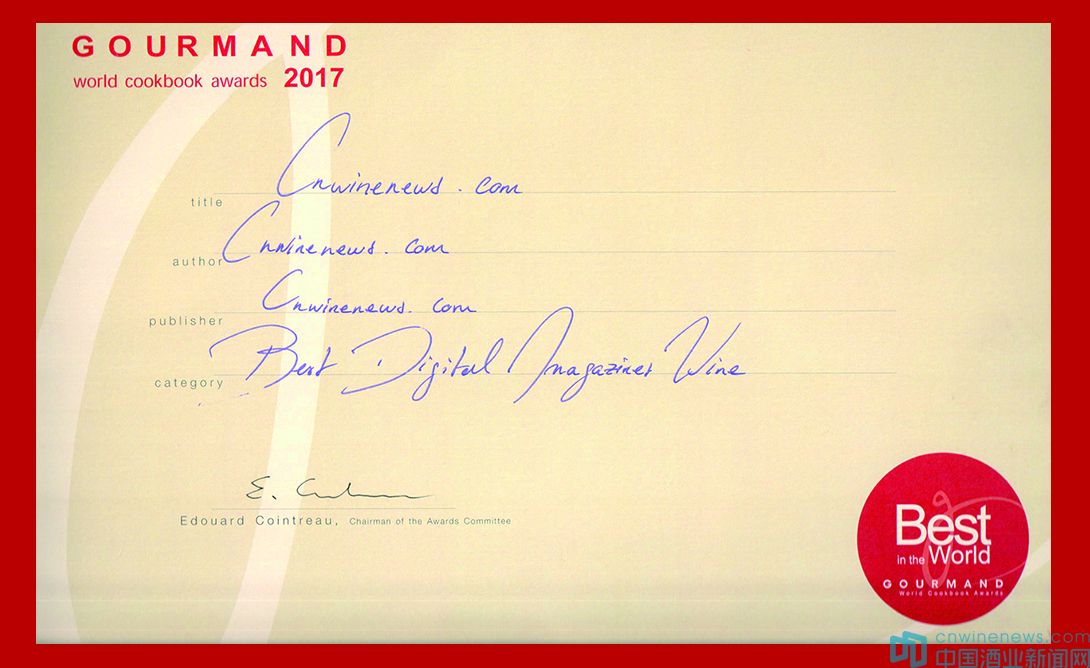 GOURMAND
world cookbook awards 2017
title Cnwinenews.com
author Cnwinenews.com
publisher Cnwinenews.com
category Best Digital Magazines Wine
E. Cointreau
Edouard Cointreau, Chairman of the Awards Committee
Best
in the World
GOURMAND
World Cookbook Awards
cnwinenews.com
中国酒业新闻网